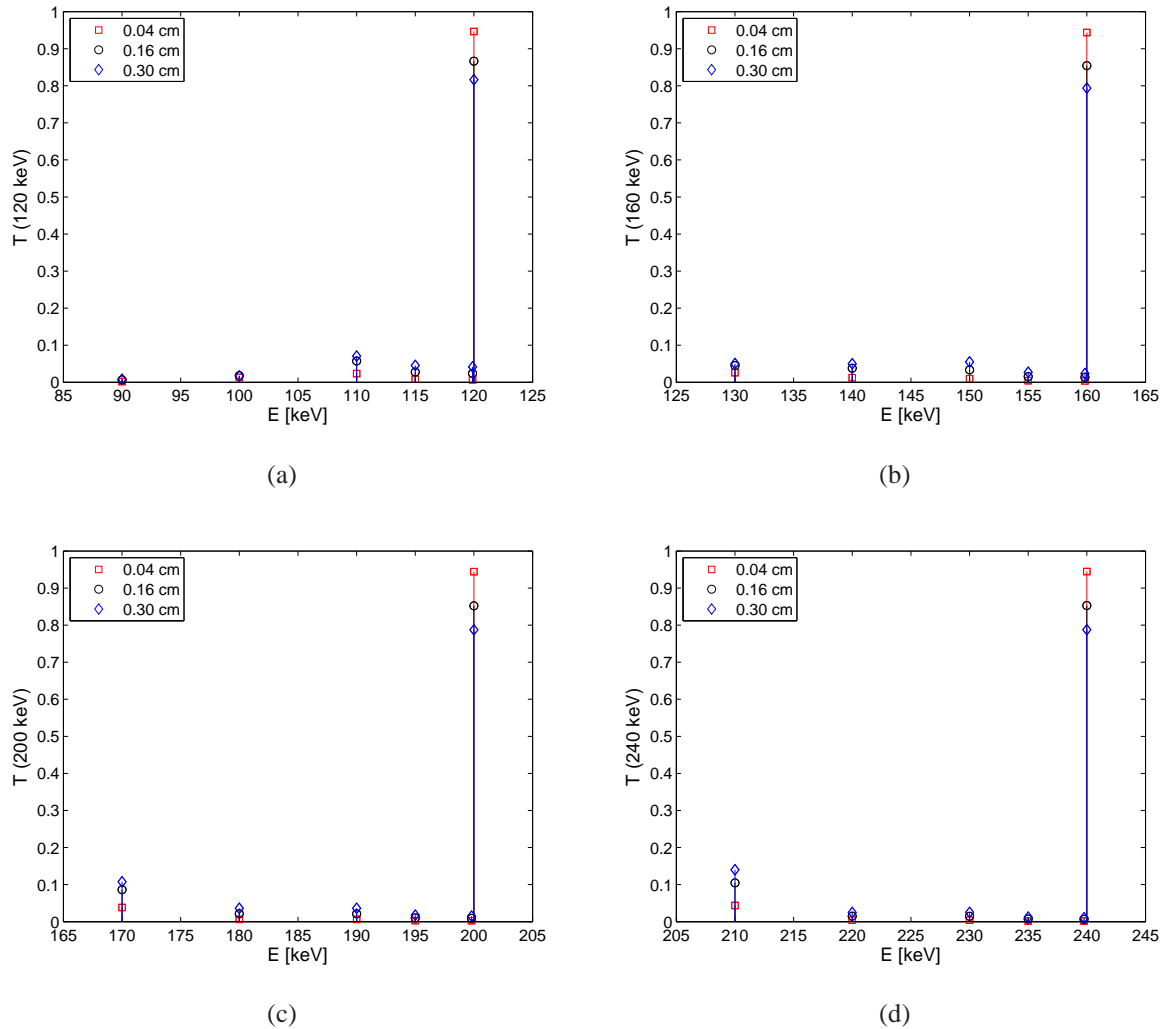 1
0.9
0.8
0.7
0.6
0.5
0.4
0.3
0.2
0.1
0
T (120 keV)
0.04 cm
0.16 cm
0.30 cm
85 90 95 100 105 110 115 120 125
E [keV]
(a)
1
0.9
0.8
0.7
0.6
0.5
0.4
0.3
0.2
0.1
0
T (160 keV)
0.04 cm
0.16 cm
0.30 cm
125 130 135 140 145 150 155 160 165
E [keV]
(b)
1
0.9
0.8
0.7
0.6
0.5
0.4
0.3
0.2
0.1
0
T (200 keV)
0.04 cm
0.16 cm
0.30 cm
165 170 175 180 185 190 195 200 205
E [keV]
(c)
1
0.9
0.8
0.7
0.6
0.5
0.4
0.3
0.2
0.1
0
T (240 keV)
0.04 cm
0.16 cm
0.30 cm
205 210 215 220 225 230 235 240 245
E [keV]
(d)